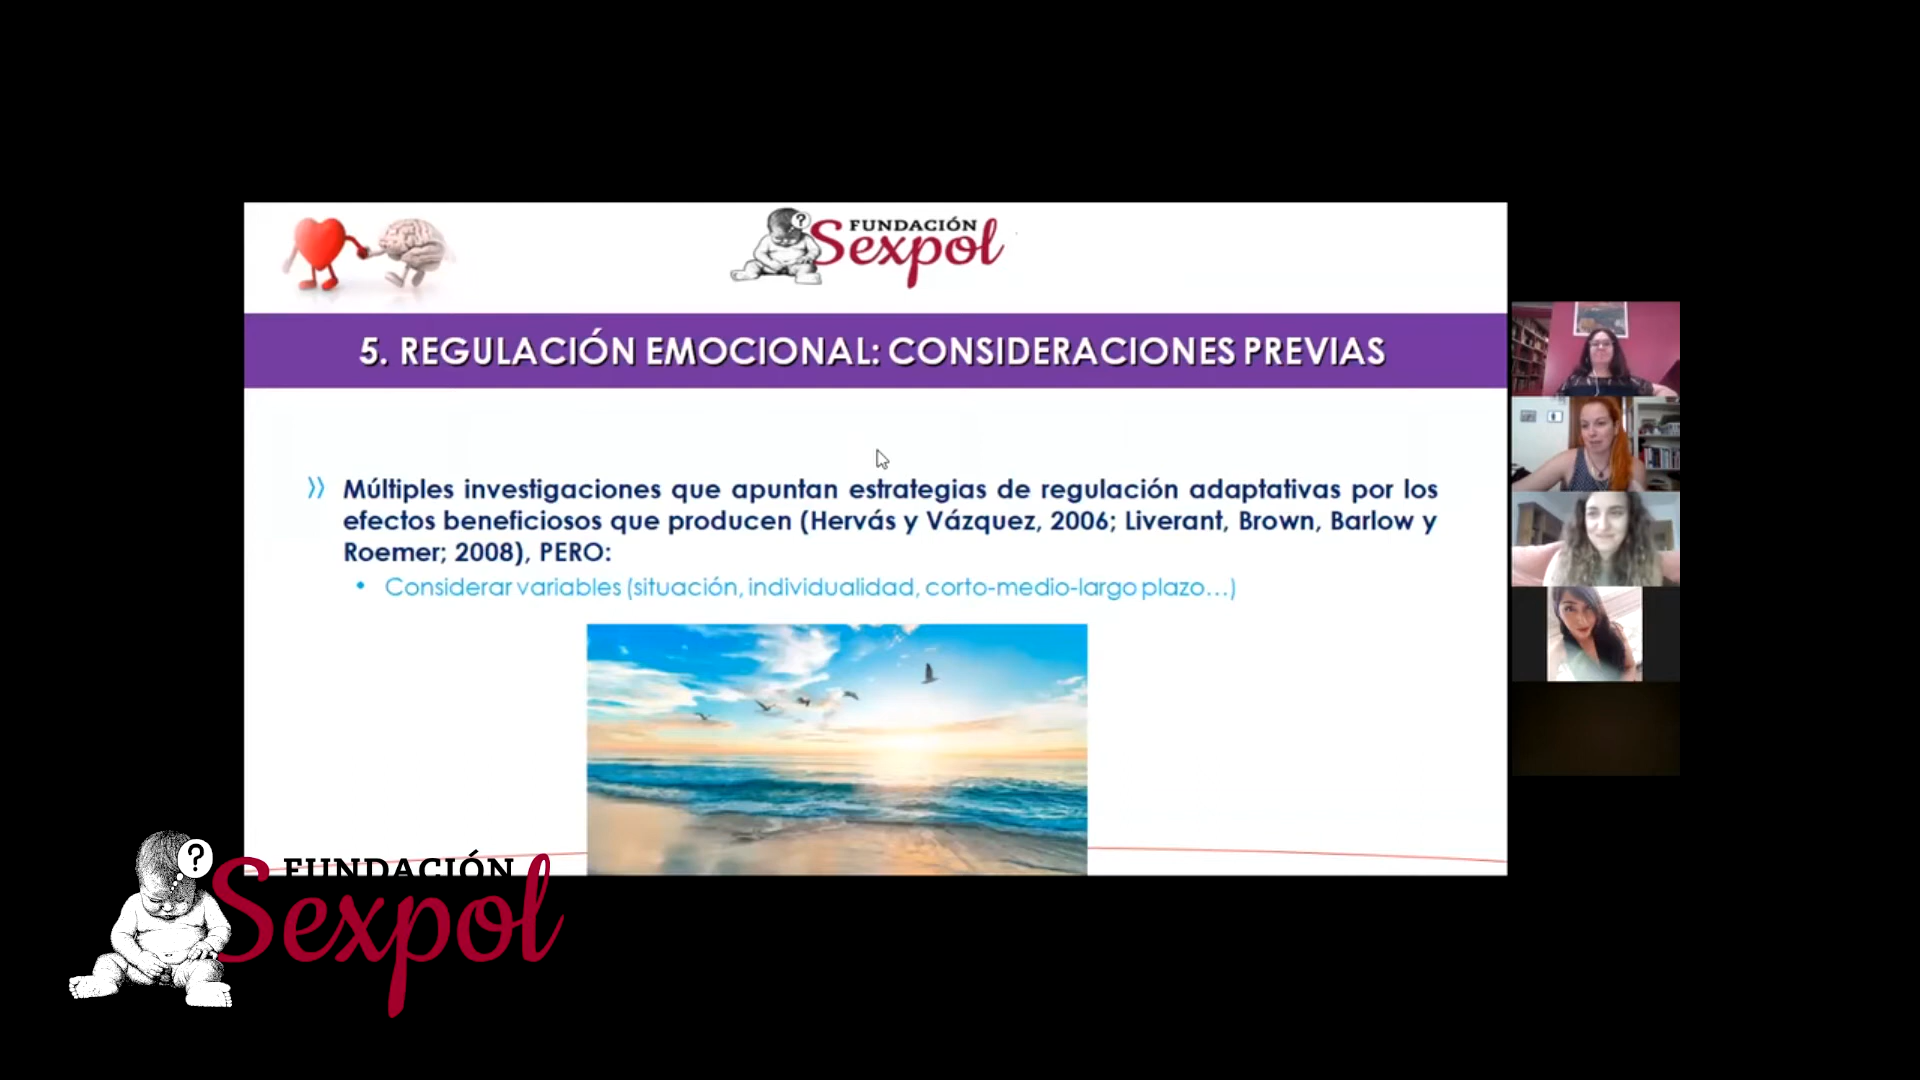 ?
FUNDACIÓN
Sexpol
5. REGULACIÓN EMOCIONAL: CONSIDERACIONES PREVIAS
Múltiples investigaciones que apuntan estrategias de regulación adaptativas por los
efectos beneficiosos que producen (Hervás y Vázquez, 2006; Liverant, Brown, Barlow y
Roemer; 2008), PERO:
• Considerar variables (situación, individualidad, corto-medio-largo plazo...)
?
FUNDACIÓN
Sexpol